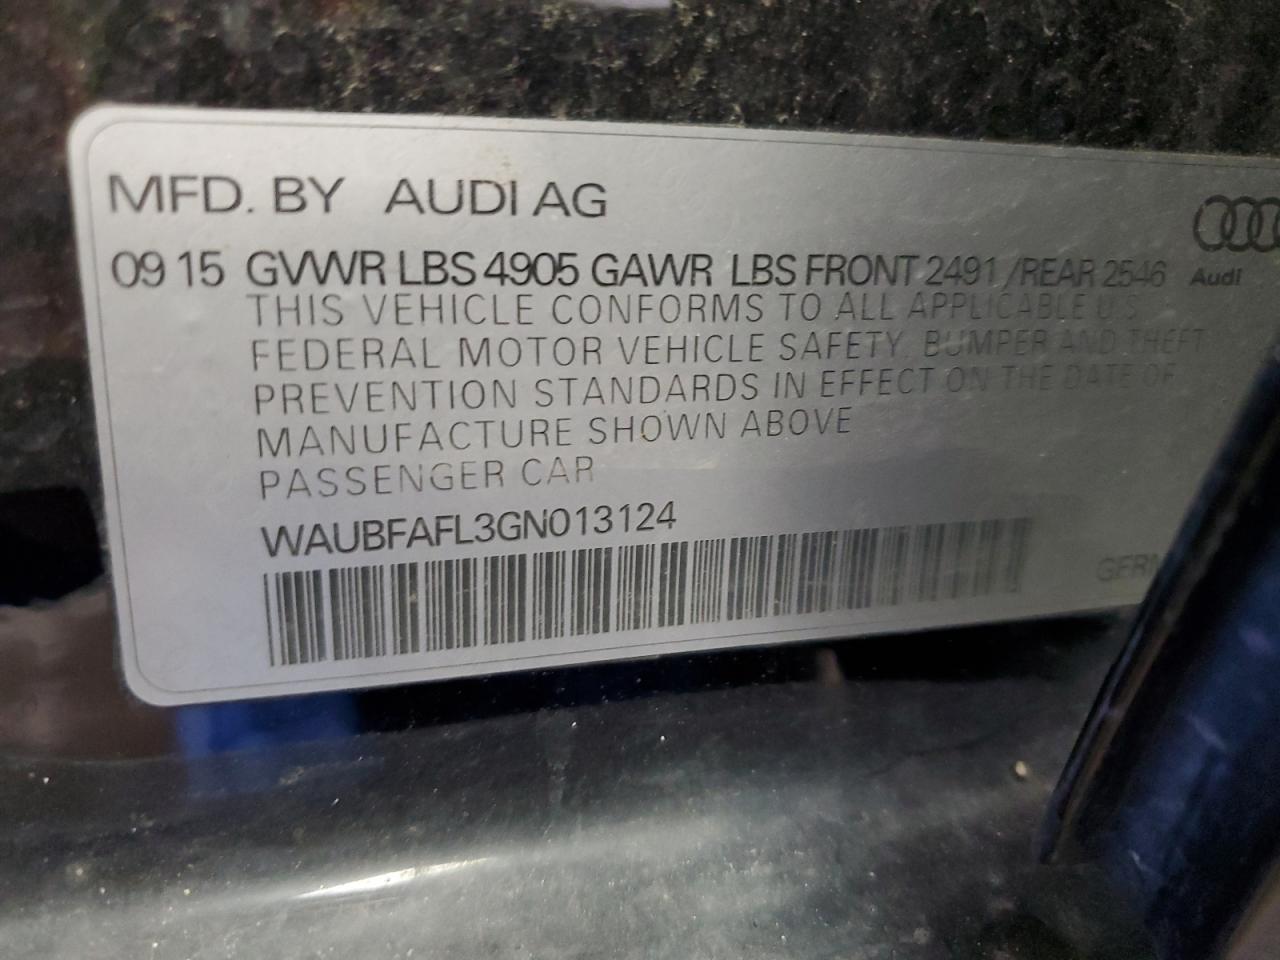 MFD. BY AUDI AG
09 15 GVWR LBS 4905 GAWR LBS FRONT 2491 /REAR 2546
Audi
THIS VEHICLE CONFORMS TO ALL APPLICABLE U.S.
FEDERAL MOTOR VEHICLE SAFETY, BUMPER AND THEFT
PREVENTION STANDARDS IN EFFECT ON THE DATE OF
MANUFACTURE SHOWN ABOVE
PASSENGER CAR
WAUBFAFL3GN013124